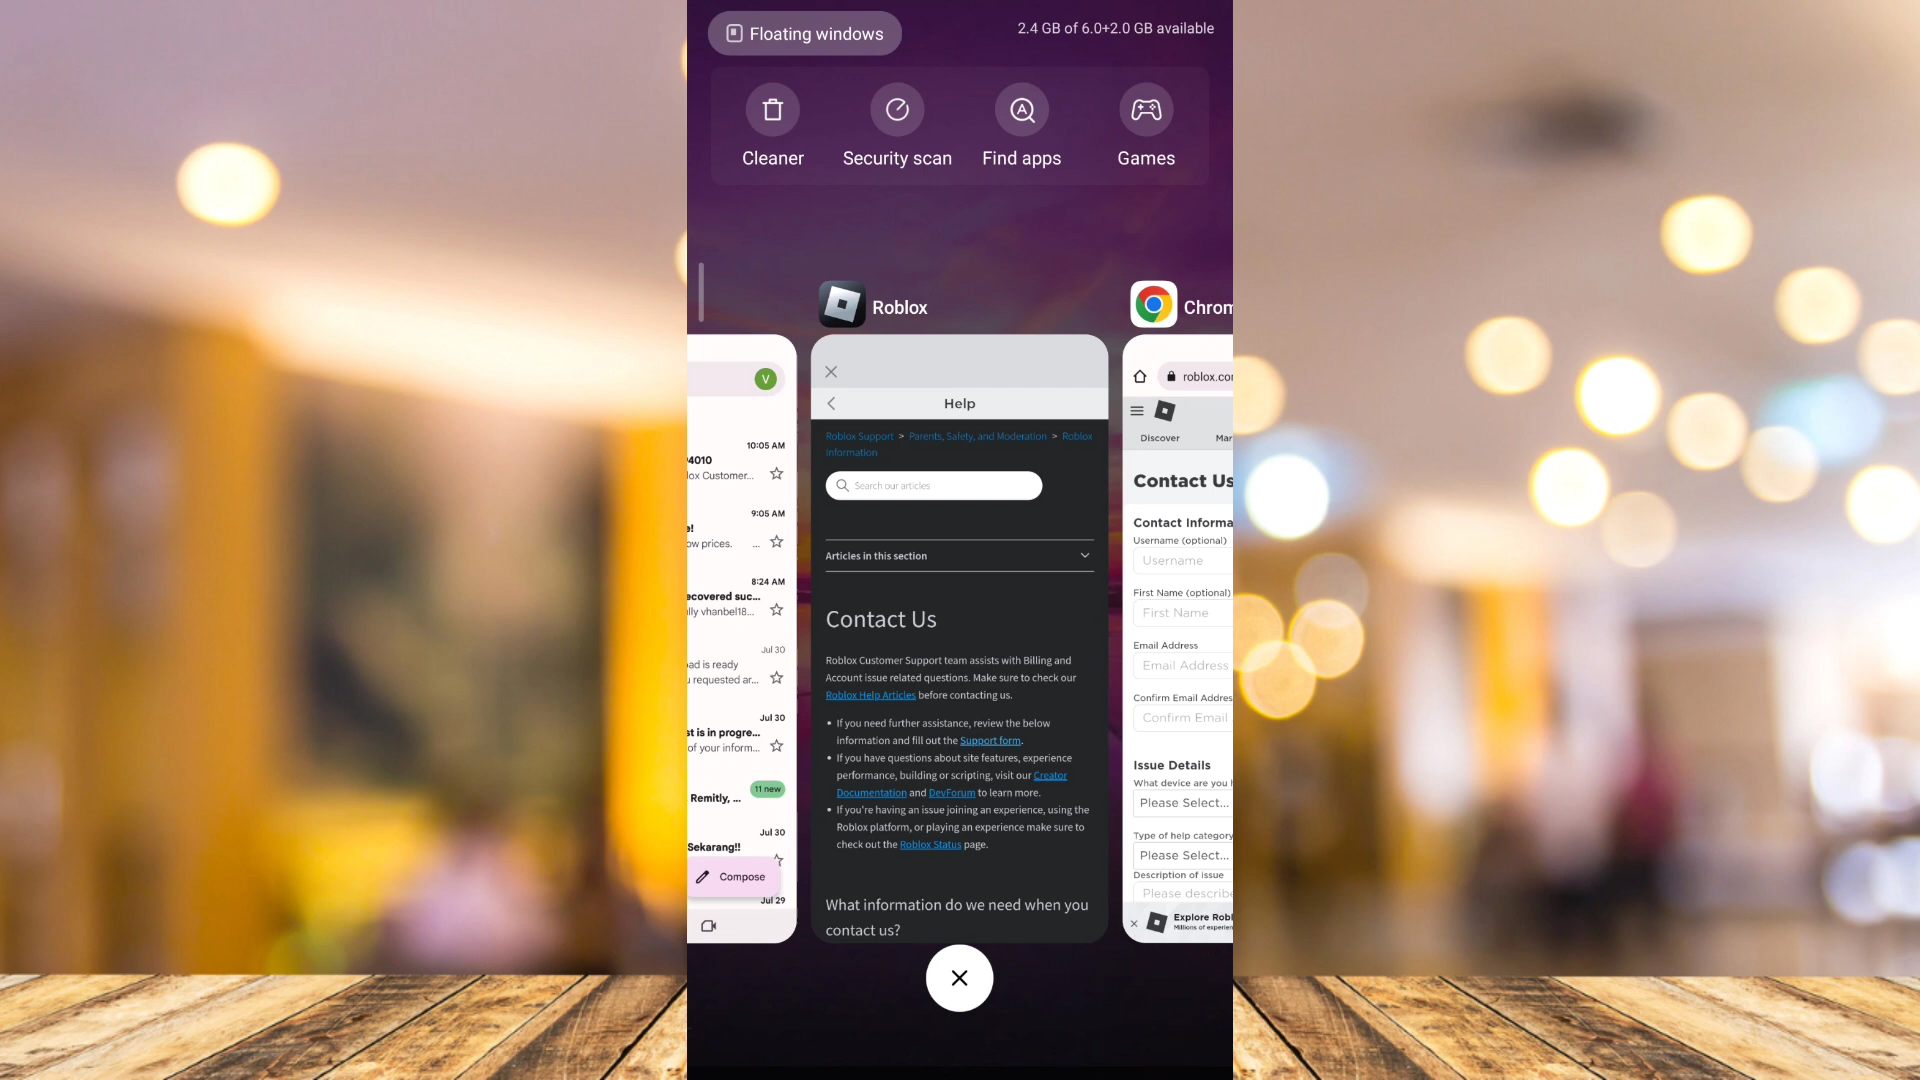 Floating windows
2.4 GB of 6.0+2.0 GB available
Cleaner
Security scan
Find apps
Games
V
10:05 AM
4010
ox Customer...
9:05 AM
e!
ow prices. ...
8:24 AM
ecovered suc...
lly vhanbel18...
Jul 30
ad is ready
u requested ar...
Jul 30
st is in progre...
of your inform...
11 new
Remitly, ...
Jul 30
Sekarang!!
Compose
Jul 29
Roblox
Help
Roblox Support > Parents, Safety, and Moderation > Roblox
Information
Search our articles
Articles in this section
Contact Us
Roblox Customer Support team assists with Billing and
Account issue related questions. Make sure to check our
Roblox Help Articles before contacting us.
• If you need further assistance, review the below
information and fill out the Support form.
• If you have questions about site features, experience
performance, building or scripting, visit our Creator
Documentation and DevForum to learn more.
• If you're having an issue joining an experience, using the
Roblox platform, or playing an experience make sure to
check out the Roblox Status page.
What information do we need when you
contact us?
Chrom
roblox.co
Discover
Mar
Contact Us
Contact Informa
Username (optional)
Username
First Name (optional)
First Name
Email Address
Email Address
Confirm Email Addres
Confirm Email
Issue Details
What device are you
Please Select...
Type of help category
Please Select...
Description of issue
Please describe
Explore Robl
Millions of experien